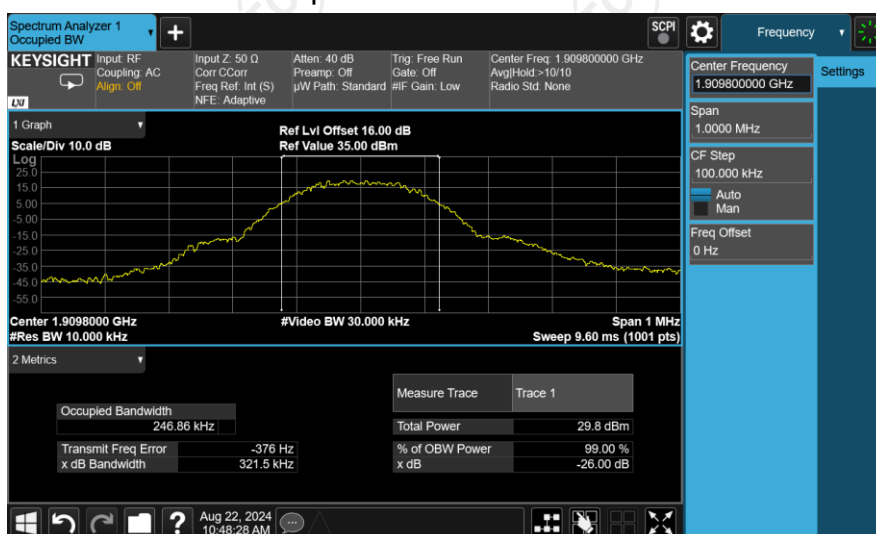 Spectrum Analyzer 1
Occupied BW
+
SCPI
Frequency
KEYSIGHT
Input: RF
Coupling: AC
Align: Off
LXI
Input Z: 50 Ω
Corr CCorr
Freq Ref: Int (S)
NFE: Adaptive
Atten: 40 dB
Preamp: Off
µW Path: Standard
Trig: Free Run
Gate: Off
#IF Gain: Low
Center Freq: 1.909800000 GHz
Avg|Hold:>10/10
Radio Std: None
Center Frequency
1.909800000 GHz
Settings
Span
1.0000 MHz
CF Step
100.000 kHz
Auto
Man
Freq Offset
0 Hz
1 Graph
Scale/Div 10.0 dB
Ref Lvl Offset 16.00 dB
Ref Value 35.00 dBm
Log
25.0
15.0
5.00
-5.00
-15.0
-25.0
-35.0
-45.0
-55.0
Center 1.9098000 GHz
#Video BW 30.000 kHz
Span 1 MHz
#Res BW 10.000 kHz
Sweep 9.60 ms (1001 pts)
2 Metrics
Measure Trace
Trace 1
Occupied Bandwidth
246.86 kHz
Total Power
29.8 dBm
Transmit Freq Error
-376 Hz
% of OBW Power
99.00 %
x dB Bandwidth
321.5 kHz
x dB
-26.00 dB
?
Aug 22, 2024
10:48:28 AM